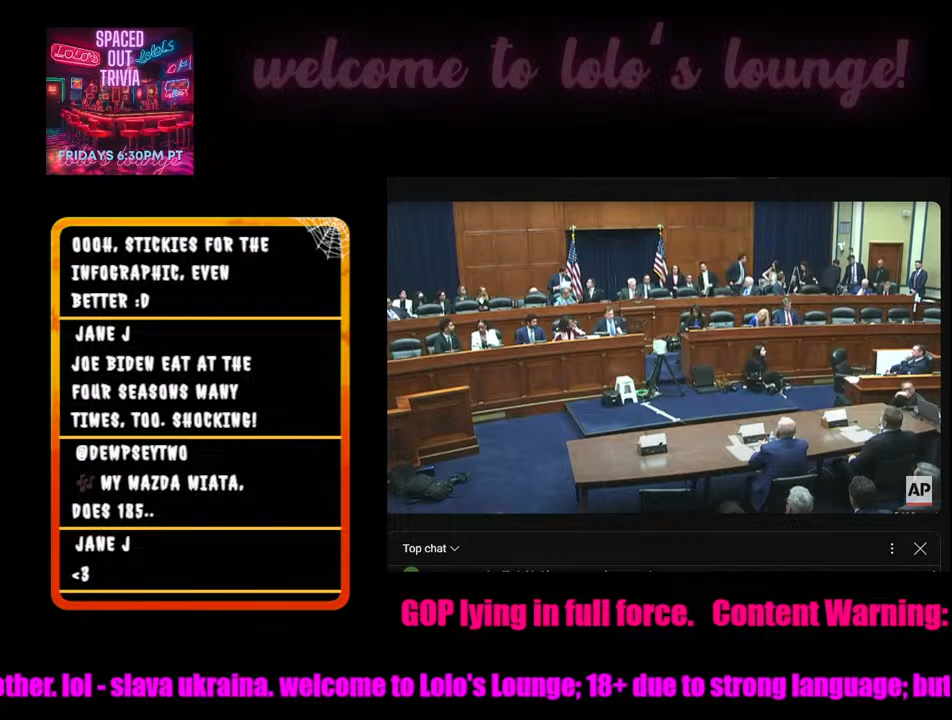 SPACED
OUT
TRIVIA
LOLO'S
LOLO'S
FRIDAYS 6:30PM PT
lolo's lounge
welcome to lolo's lounge!
OOOH, STICKIES FOR THE
INFOGRAPHIC, EVEN
BETTER :D
JANE J
JOE BIDEN EAT AT THE
FOUR SEASONS MANY
TIMES, TOO. SHOCKING!
@DEMPSEYTWO
🎶 MY MAZDA MIATA,
DOES 185..
JANE J
<3
AP
Top chat
GOP lying in full force. Content Warning:
other. lol - slava ukraina. welcome to Lolo's Lounge; 18+ due to strong language; but